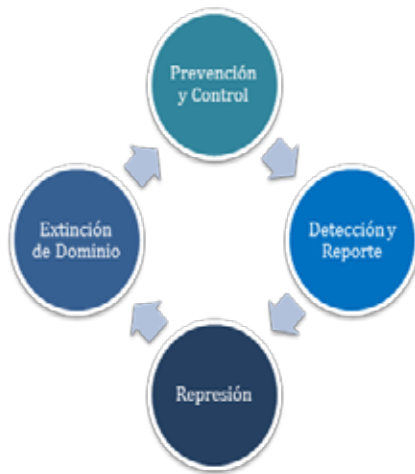 Prevención
y Control
Detección y
Reporte
Represión
Extinción
de Dominio